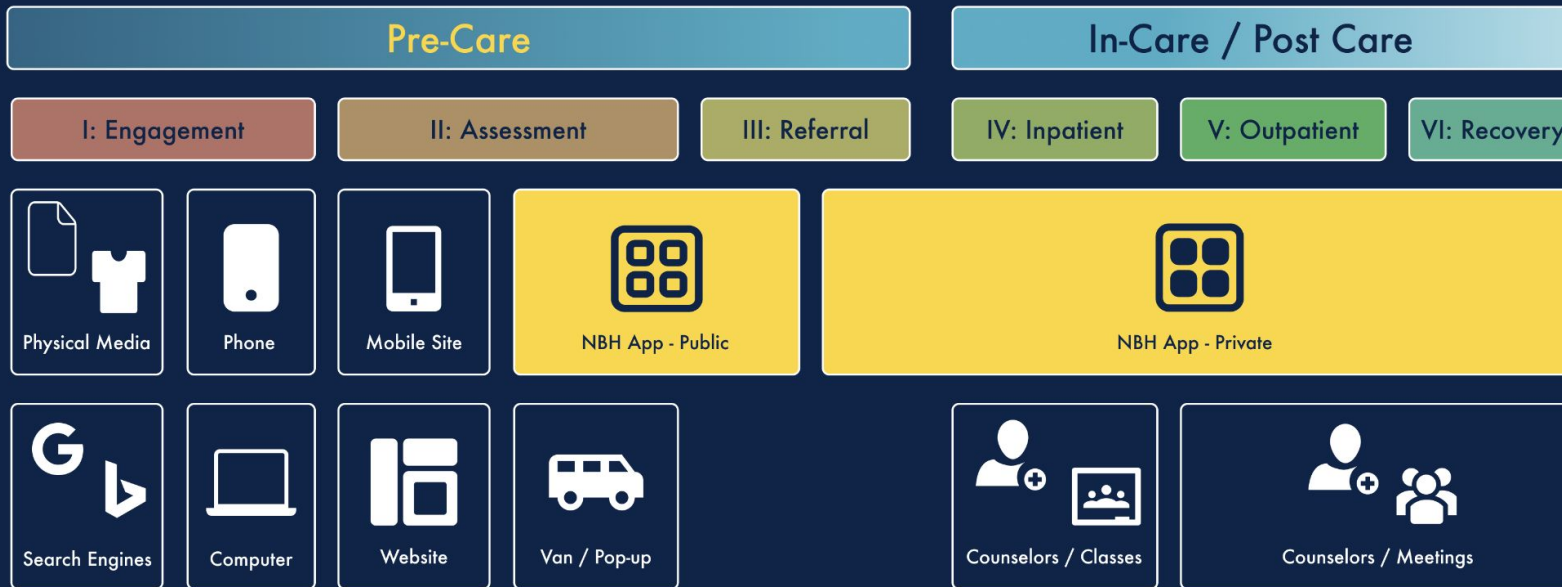 Pre-Care
In-Care / Post Care
I: Engagement
II: Assessment
III: Referral
IV: Inpatient
V: Outpatient
VI: Recovery
Physical Media
Phone
Mobile Site
NBH App - Public
NBH App - Private
Search Engines
Computer
Website
Van / Pop-up
Counselors / Classes
Counselors / Meetings